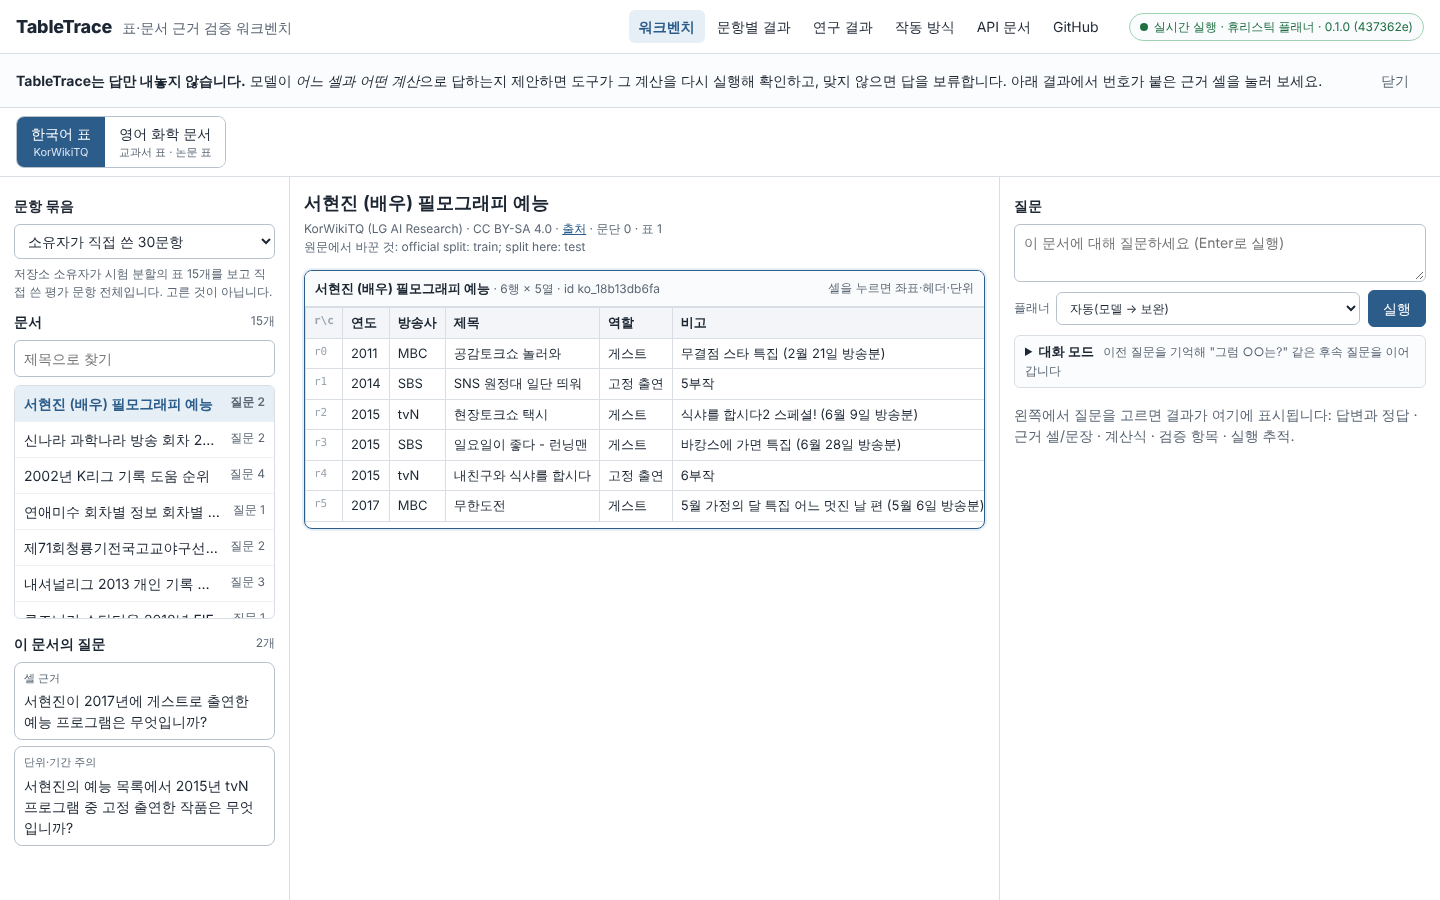 TableTrace 표·문서 근거 검증 워크벤치
워크벤치 문항별 결과 연구 결과 작동 방식 API 문서 GitHub
실시간 실행 · 휴리스틱 플래너 · 0.1.0 (437362e)
TableTrace는 답만 내놓지 않습니다. 모델이 어느 셀과 어떤 계산으로 답하는지 제안하면 도구가 그 계산을 다시 실행해 확인하고, 맞지 않으면 답을 보류합니다. 아래 결과에서 번호가 붙은 근거 셀을 눌러 보세요. 닫기
한국어 표
KorWikiTQ
영어 화학 문서
교과서 표 · 논문 표
문항 묶음
소유자가 직접 쓴 30문항
저장소 소유자가 시험 분할의 표 15개를 보고 직
접 쓴 평가 문항 전체입니다. 고른 것이 아닙니다.
문서 15개
제목으로 찾기
서현진 (배우) 필모그래피 예능 질문 2
신나라 과학나라 방송 회차 2... 질문 2
2002년 K리그 기록 도움 순위 질문 4
연애미수 회차별 정보 회차별 ... 질문 1
제71회청룡기전국고교야구선... 질문 2
내셔널리그 2013 개인 기록 ... 질문 3
질문 1
이 문서의 질문 2개
셀 근거
서현진이 2017년에 게스트로 출연한
예능 프로그램은 무엇입니까?
단위·기간 주의
서현진의 예능 목록에서 2015년 tvN
프로그램 중 고정 출연한 작품은 무엇
입니까?
서현진 (배우) 필모그래피 예능
KorWikiTQ (LG AI Research) · CC BY-SA 4.0 · 출처 · 문단 0 · 표 1
원문에서 바꾼 것: official split: train; split here: test
서현진 (배우) 필모그래피 예능 · 6행 × 5열 · id ko_18b13db6fa 셀을 누르면 좌표·헤더·단위
r\c 연도 방송사 제목 역할 비고
r0 2011 MBC 공감토크쇼 놀러와 게스트 무결점 스타 특집 (2월 21일 방송분)
r1 2014 SBS SNS 원정대 일단 띄워 고정 출연 5부작
r2 2015 tvN 현장토크쇼 택시 게스트 식샤를 합시다2 스페셜! (6월 9일 방송분)
r3 2015 SBS 일요일이 좋다 - 런닝맨 게스트 바캉스에 가면 특집 (6월 28일 방송분)
r4 2015 tvN 내친구와 식샤를 합시다 고정 출연 6부작
r5 2017 MBC 무한도전 게스트 5월 가정의 달 특집 어느 멋진 날 편 (5월 6일 방송분)
질문
이 문서에 대해 질문하세요 (Enter로 실행)
플래너 자동(모델 → 보완) 실행
▶ 대화 모드 이전 질문을 기억해 "그럼 ○○는?" 같은 후속 질문을 이어
갑니다
왼쪽에서 질문을 고르면 결과가 여기에 표시됩니다: 답변과 정답 ·
근거 셀/문장 · 계산식 · 검증 항목 · 실행 추적.